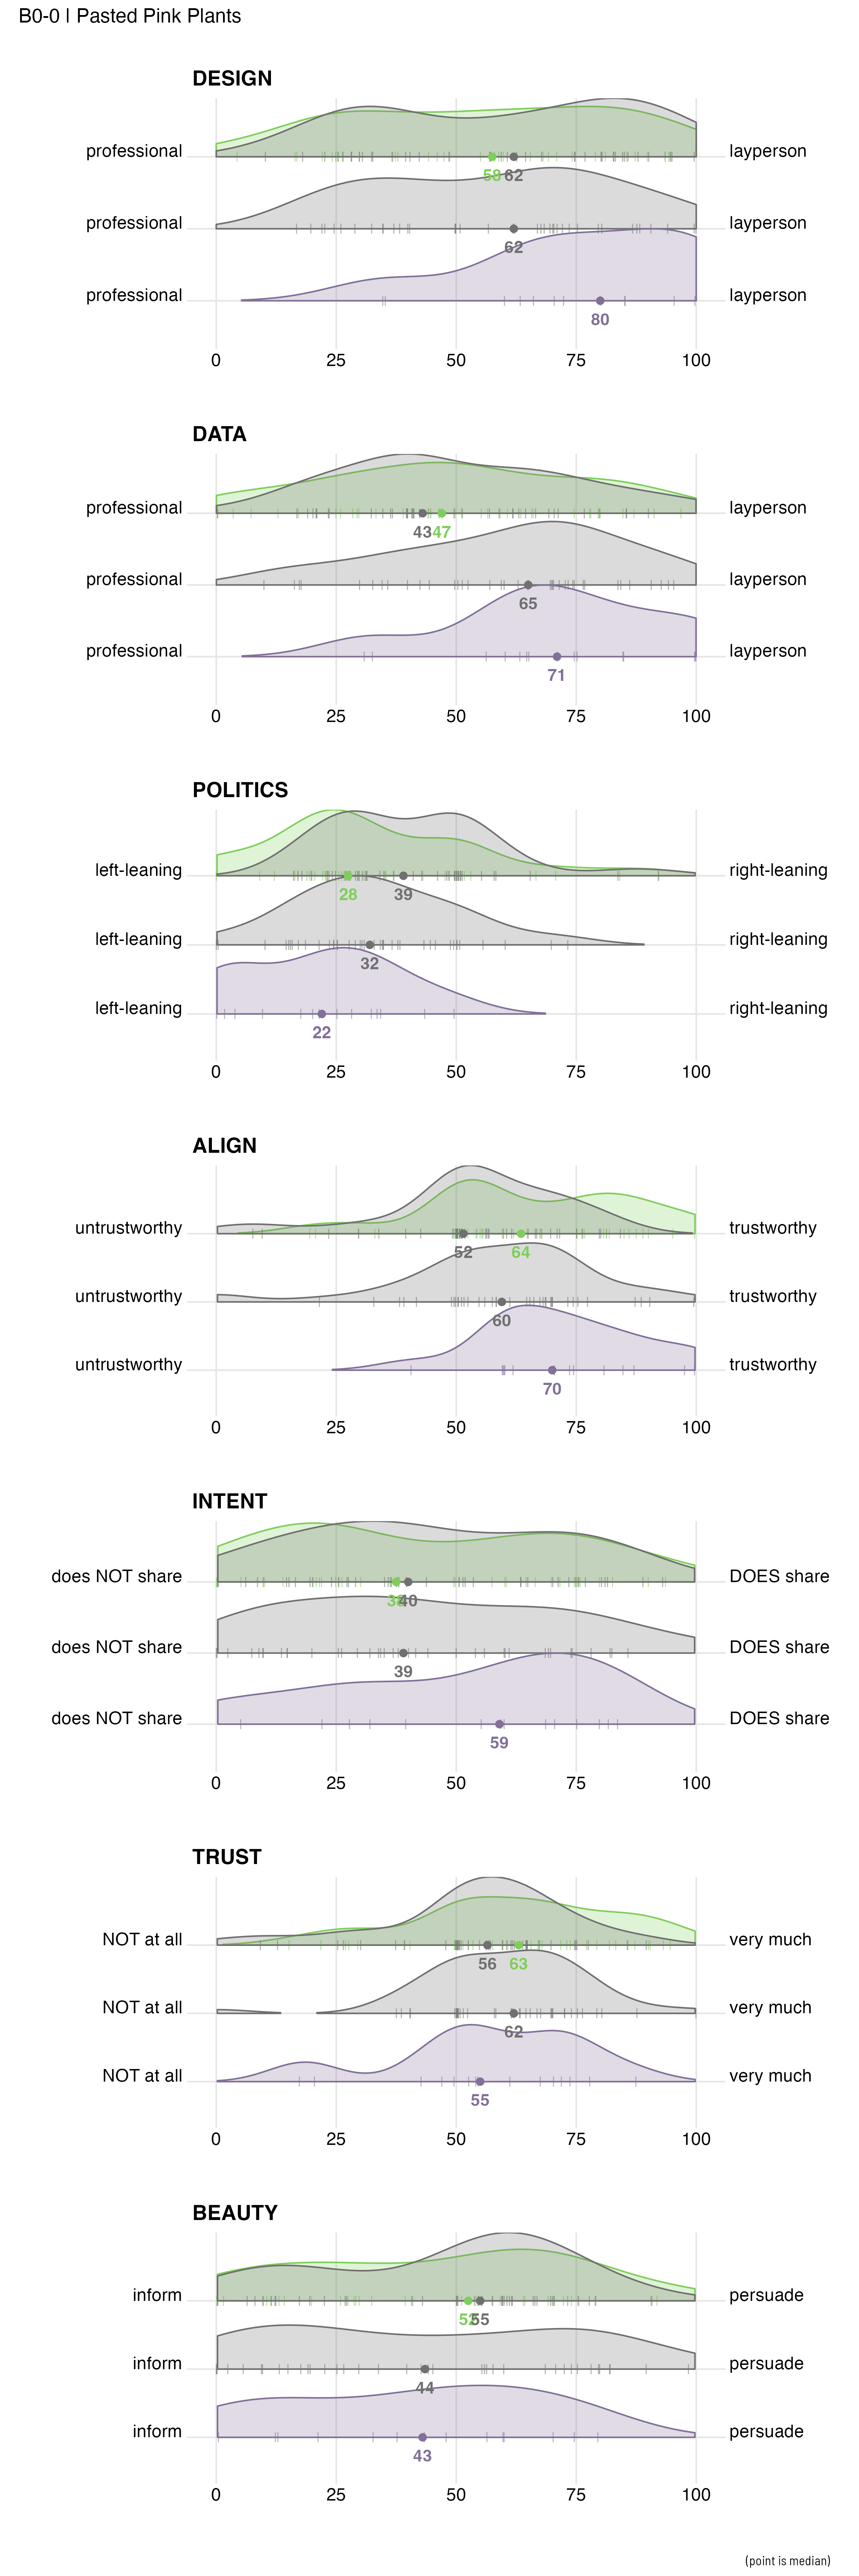 B0-0 | Pasted Pink Plants
DESIGN
professional layperson
58 62
professional layperson
62
professional layperson
80
0 25 50 75 100
DATA
professional layperson
43 47
professional layperson
65
professional layperson
71
0 25 50 75 100
POLITICS
left-leaning right-leaning
28 39
left-leaning right-leaning
32
left-leaning right-leaning
22
0 25 50 75 100
ALIGN
untrustworthy trustworthy
52 64
untrustworthy trustworthy
60
untrustworthy trustworthy
70
0 25 50 75 100
INTENT
does NOT share DOES share
40
does NOT share DOES share
39
does NOT share DOES share
59
0 25 50 75 100
TRUST
NOT at all very much
56 63
NOT at all very much
62
NOT at all very much
55
0 25 50 75 100
BEAUTY
inform persuade
52 55
inform persuade
44
inform persuade
43
0 25 50 75 100
(point is median)